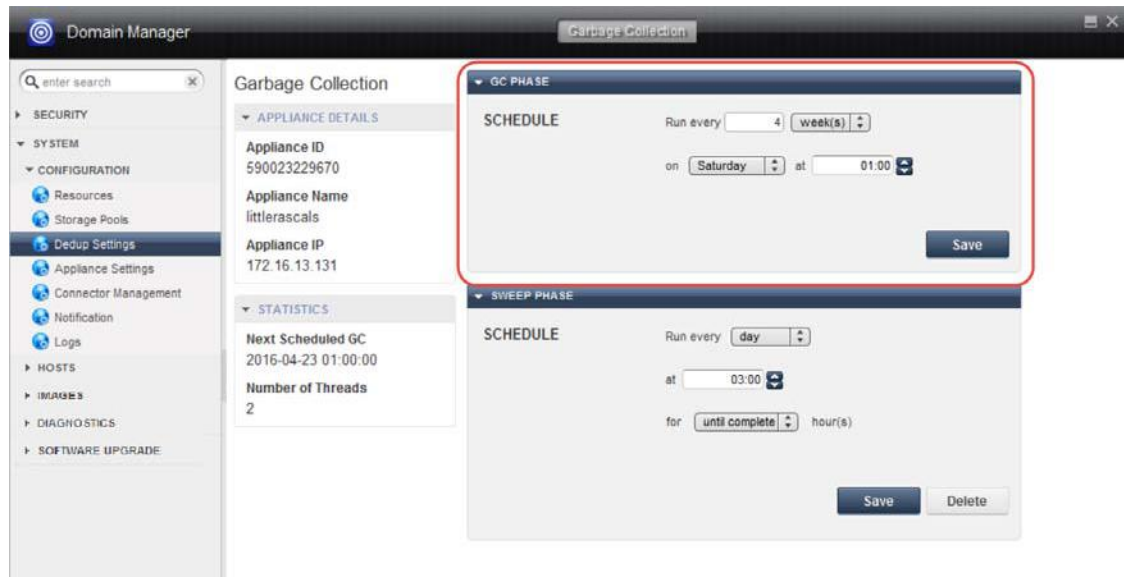 Domain Manager
Garbage Collection
enter search
SECURITY
SYSTEM
CONFIGURATION
Resources
Storage Pools
Dedup Settings
Appliance Settings
Connector Management
Notification
Logs
HOSTS
IMAGES
DIAGNOSTICS
SOFTWARE UPGRADE
Garbage Collection
APPLIANCE DETAILS
Appliance ID
590023229670
Appliance Name
littlerascals
Appliance IP
172.16.13.131
STATISTICS
Next Scheduled GC
2016-04-23 01:00:00
Number of Threads
2
GC PHASE
SCHEDULE
Run every 4 week(s)
on Saturday at 01:00
Save
SWEEP PHASE
SCHEDULE
Run every day
at 03:00
for until complete hour(s)
Save Delete